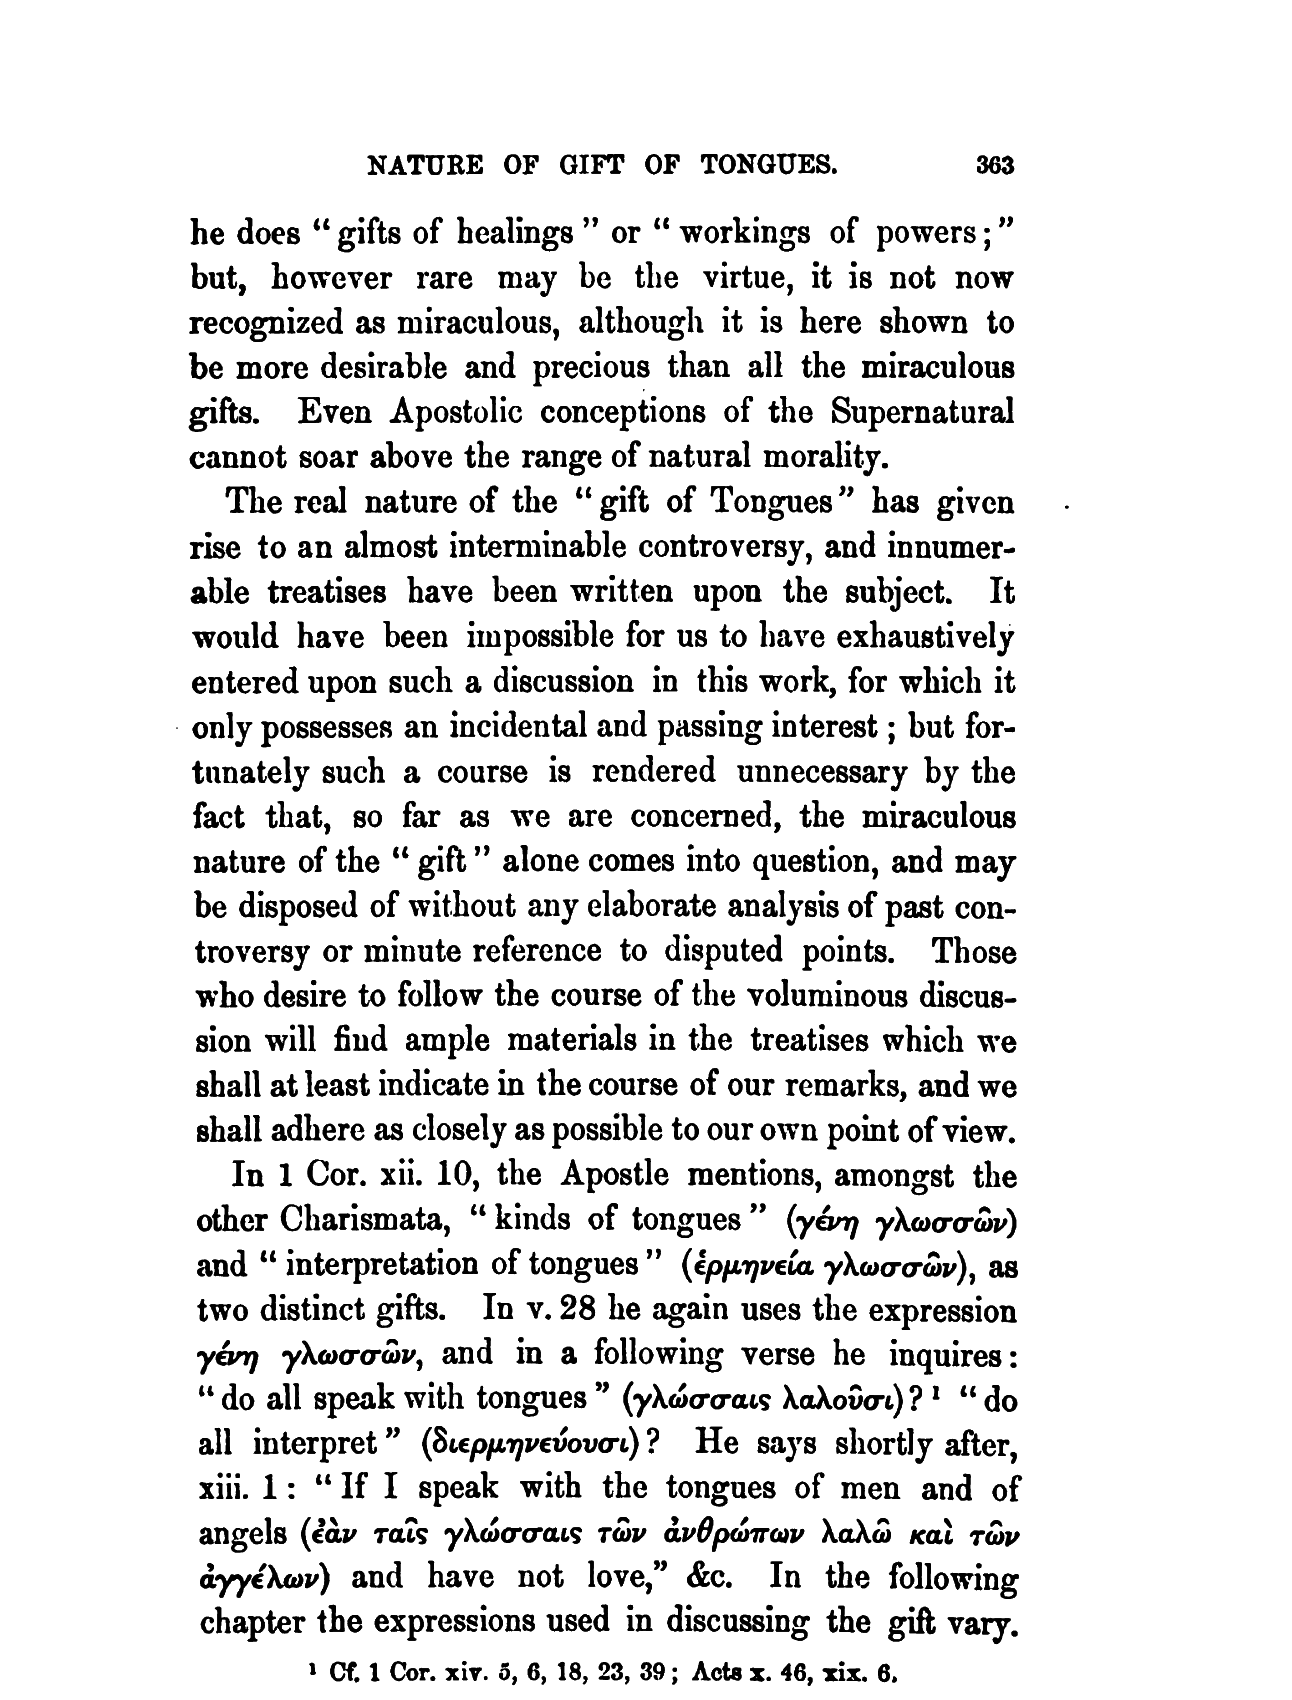 NATURE OF GIFT OF TONGUES. 363
he does “gifts of healings” or “workings of powers;”
but, however rare may be the virtue, it is not now
recognized as miraculous, although it is here shown to
be more desirable and precious than all the miraculous
gifts. Even Apostolic conceptions of the Supernatural
cannot soar above the range of natural morality.
The real nature of the “gift of Tongues” has given
rise to an almost interminable controversy, and innumer-
able treatises have been written upon the subject. It
would have been impossible for us to have exhaustively
entered upon such a discussion in this work, for which it
only possesses an incidental and passing interest; but for-
tunately such a course is rendered unnecessary by the
fact that, so far as we are concerned, the miraculous
nature of the “gift” alone comes into question, and may
be disposed of without any elaborate analysis of past con-
troversy or minute reference to disputed points. Those
who desire to follow the course of the voluminous discus-
sion will find ample materials in the treatises which we
shall at least indicate in the course of our remarks, and we
shall adhere as closely as possible to our own point of view.
In 1 Cor. xii. 10, the Apostle mentions, amongst the
other Charismata, “kinds of tongues” (γένη γλωσσῶν)
and “interpretation of tongues” (ἑρμηνεία γλωσσῶν), as
two distinct gifts. In v. 28 he again uses the expression
γένη γλωσσῶν, and in a following verse he inquires:
“do all speak with tongues” (γλώσσαις λαλοῦσι)?¹ “do
all interpret” (διερμηνεύουσι)? He says shortly after,
xiii. 1: “If I speak with the tongues of men and of
angels (ἐὰν ταῖς γλώσσαις τῶν ἀνθρώπων λαλῶ καὶ τῶν
ἀγγέλων) and have not love,” &c. In the following
chapter the expressions used in discussing the gift vary.
¹ Cf. 1 Cor. xiv. 5, 6, 18, 23, 39; Acts x. 46, xix. 6.